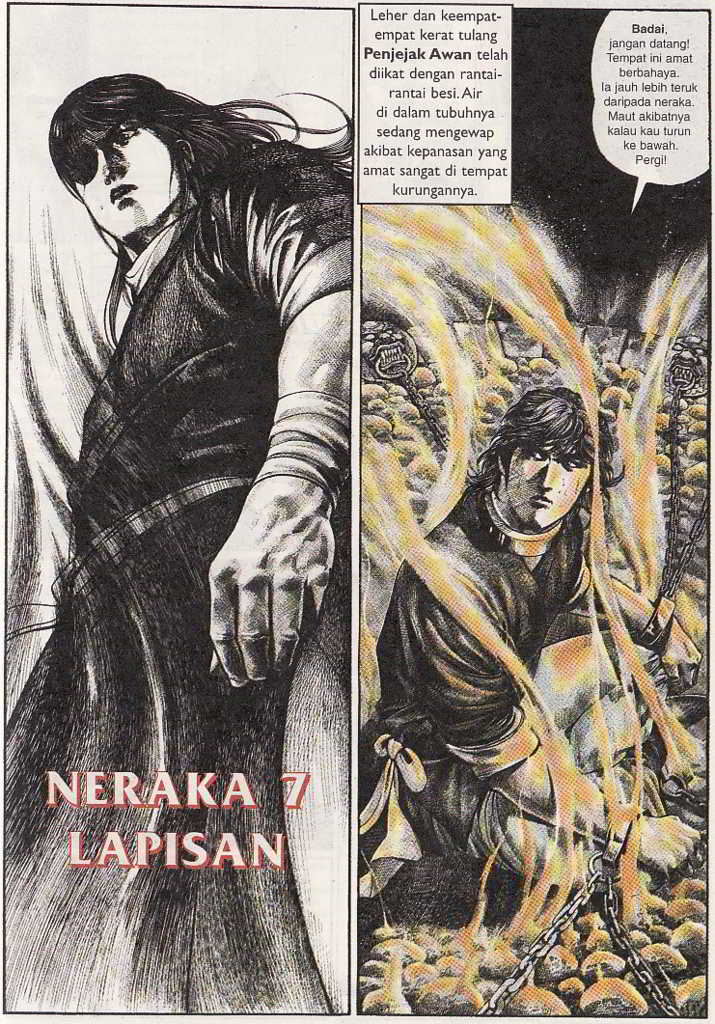 NERAKA 7
LAPISAN
Leher dan keempat-
empat kerat tulang
Penjejak Awan telah
diikat dengan rantai-
rantai besi. Air
di dalam tubuhnya
sedang mengewap
akibat kepanasan yang
amat sangat di tempat
kurungannya.
Badai,
jangan datang!
Tempat ini amat
berbahaya.
Ia jauh lebih teruk
daripada neraka.
Maut akibatnya
kalau kau turun
ke bawah.
Pergi!